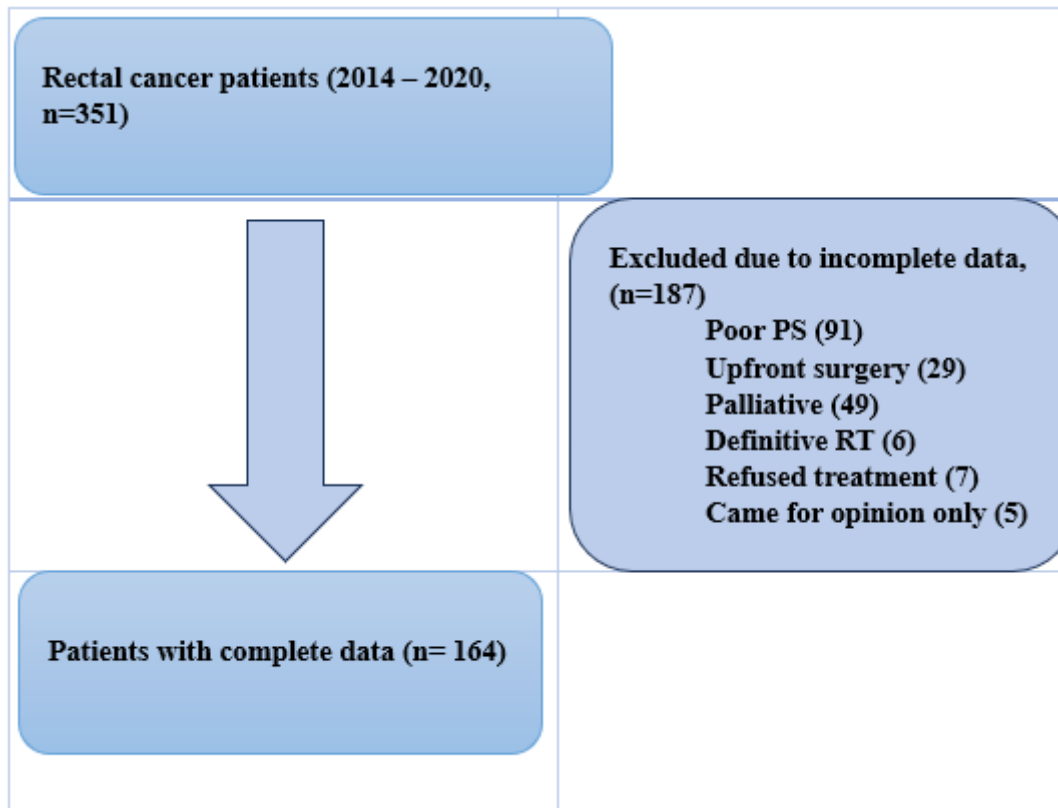 Rectal cancer patients (2014 – 2020,
n=351)
Excluded due to incomplete data,
(n=187)
Poor PS (91)
Upfront surgery (29)
Palliative (49)
Definitive RT (6)
Refused treatment (7)
Came for opinion only (5)
Patients with complete data (n= 164)